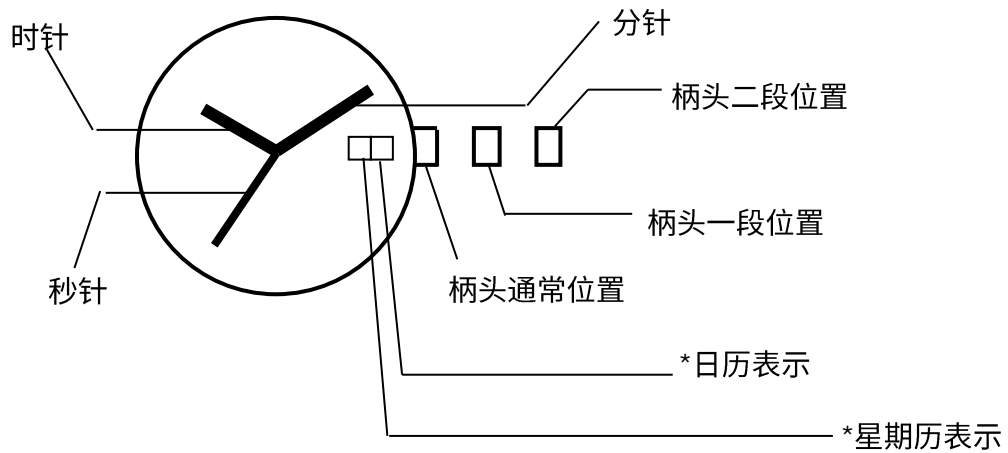 时针
分针
柄头二段位置
柄头一段位置
秒针
柄头通常位置
*日历表示
*星期历表示